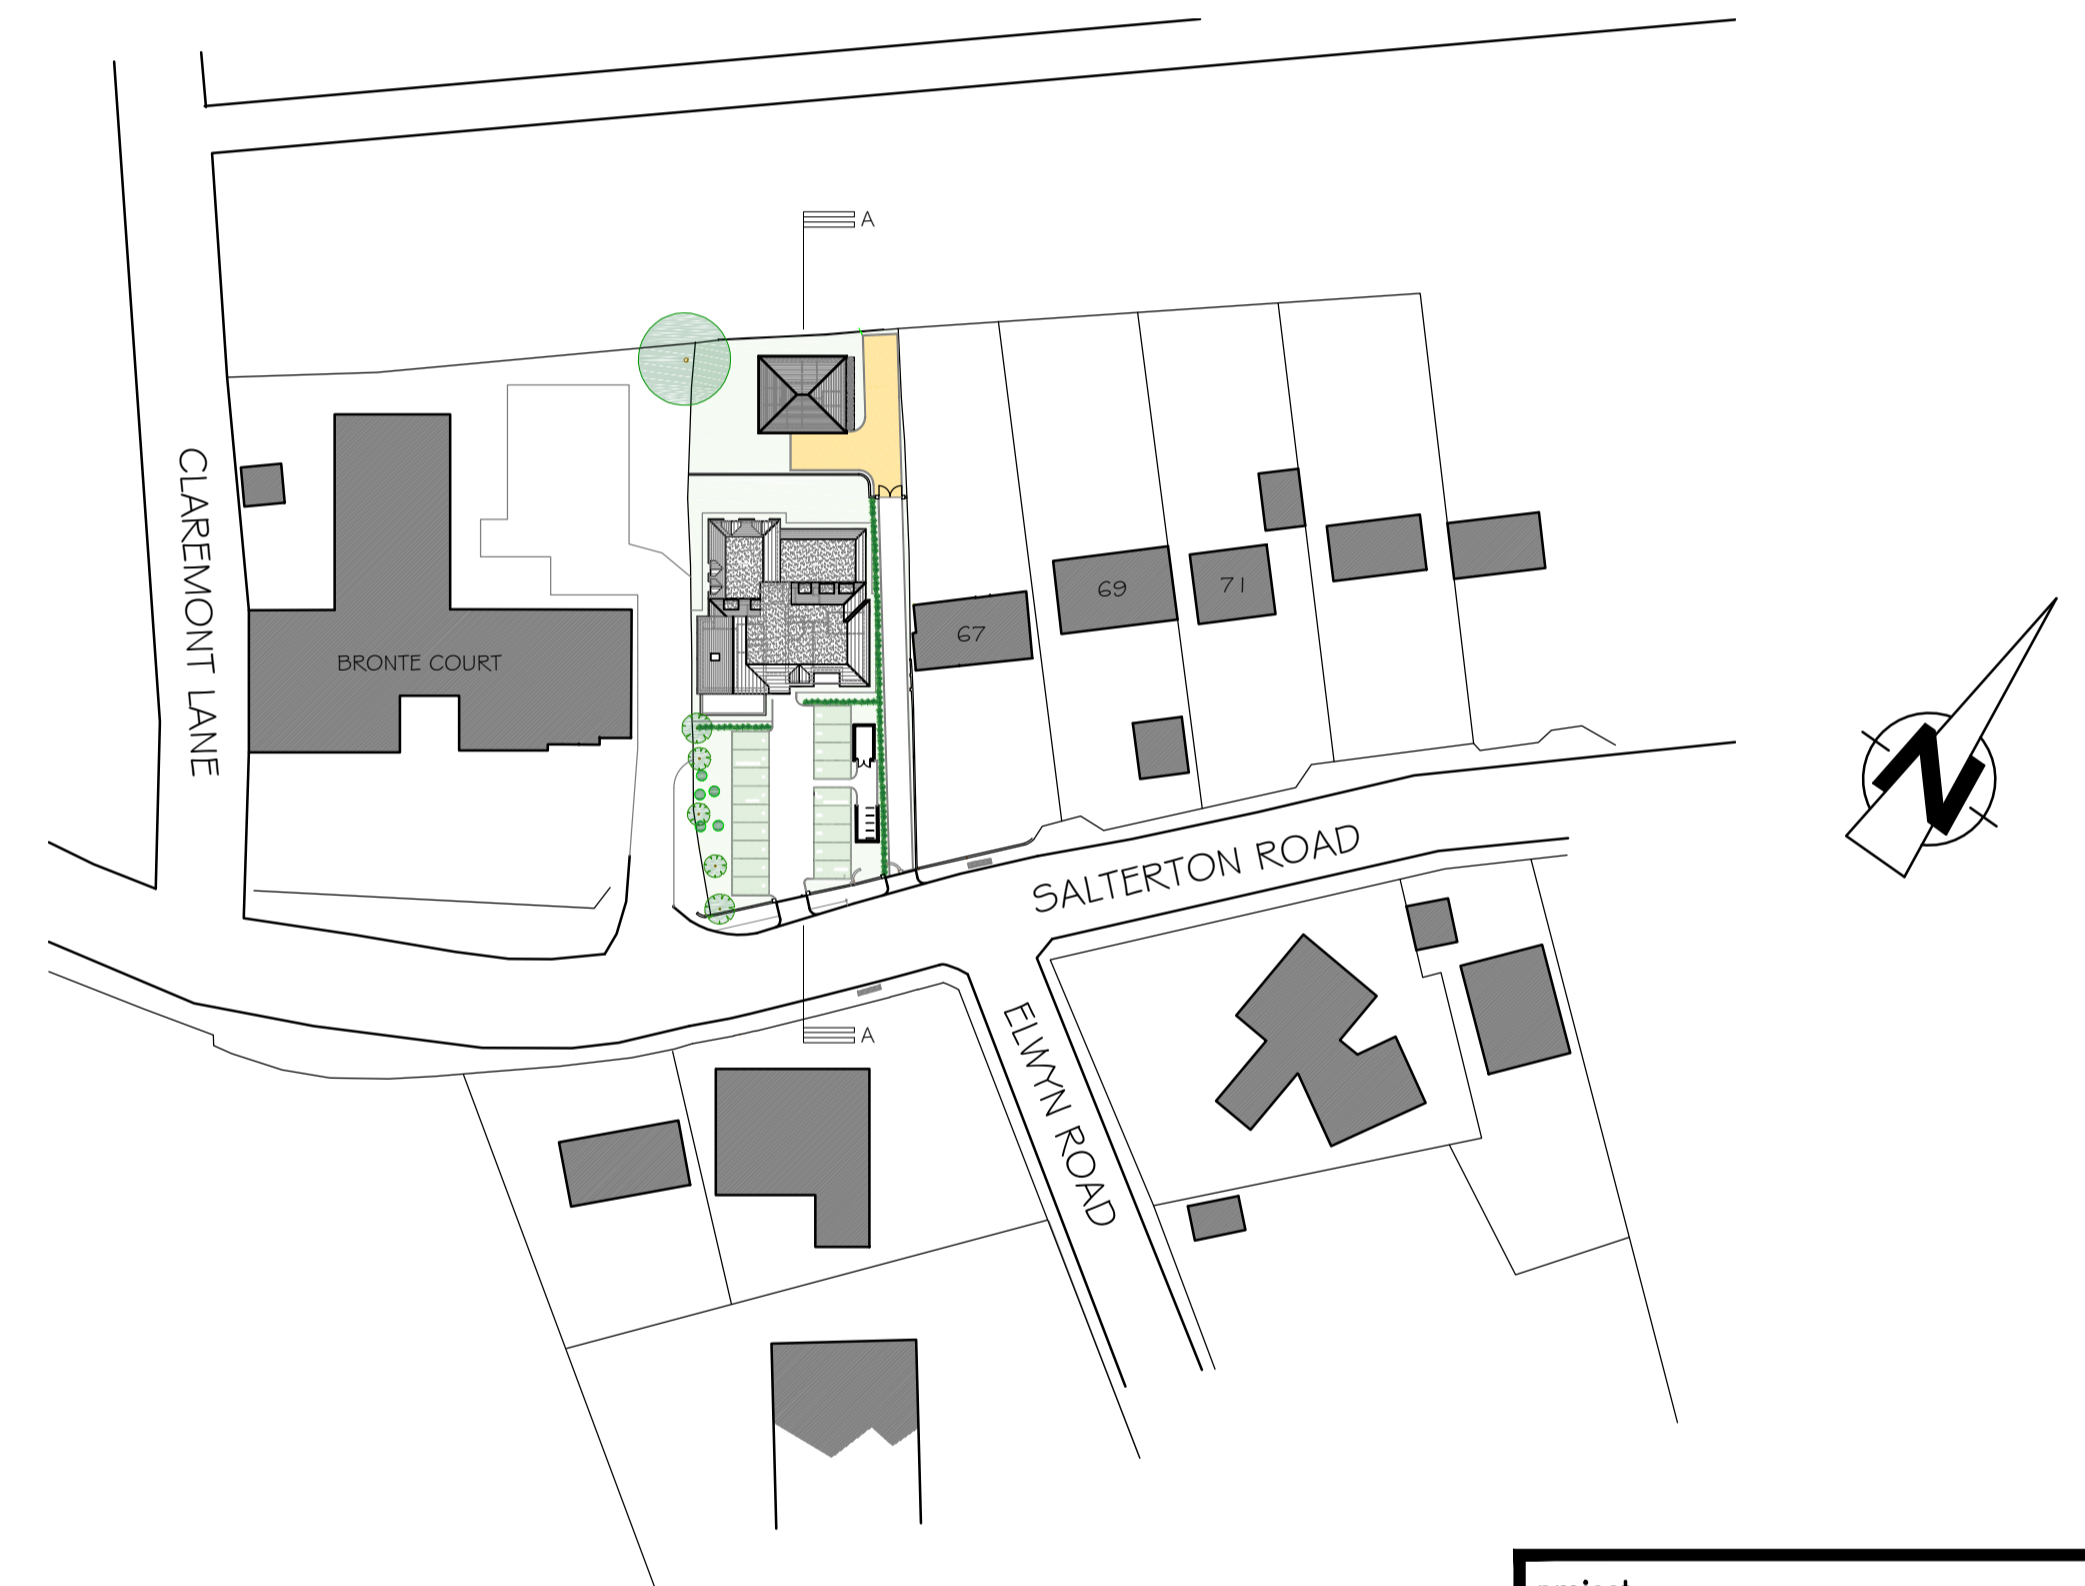 A
CLAREMONT LANE
BRONTE COURT
67
69
71
SALTERTON ROAD
N
A
ELWYN ROAD